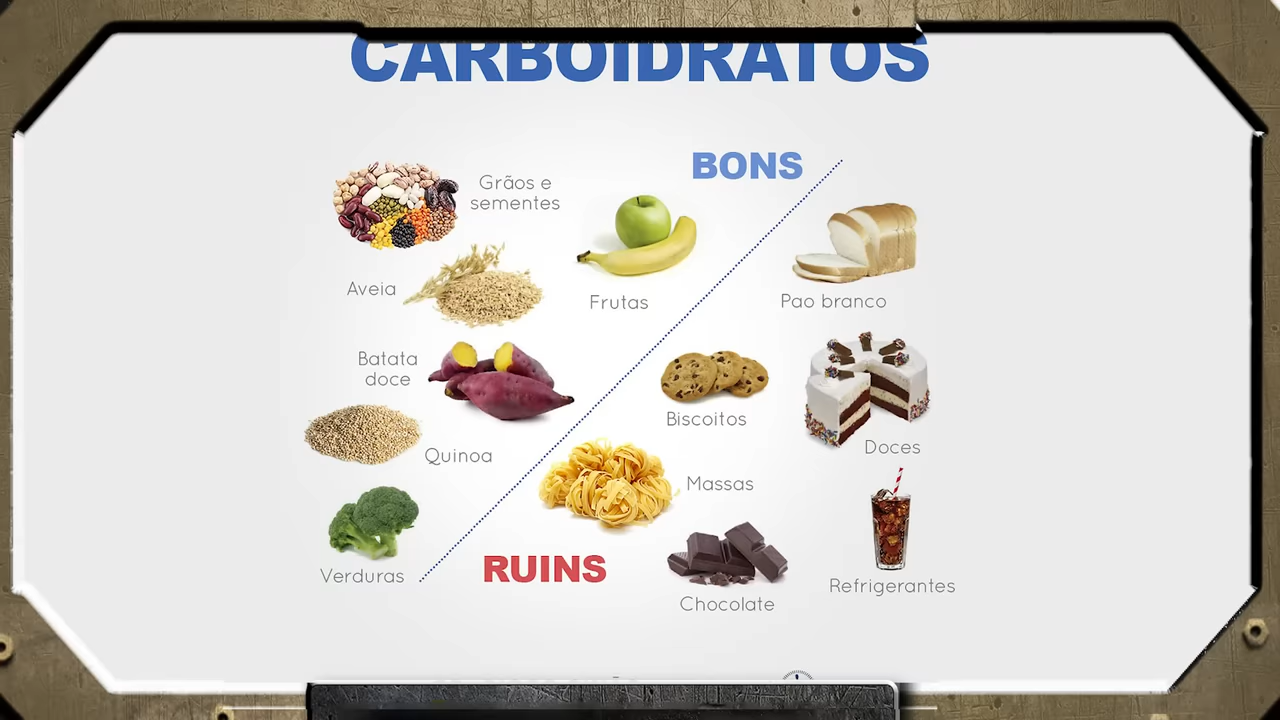 CARBOIDRATOS
BONS
Grãos e
sementes
Aveia
Frutas
Pao branco
Batata
doce
Biscoitos
Quinoa
Doces
Massas
Verduras
RUINS
Chocolate
Refrigerantes